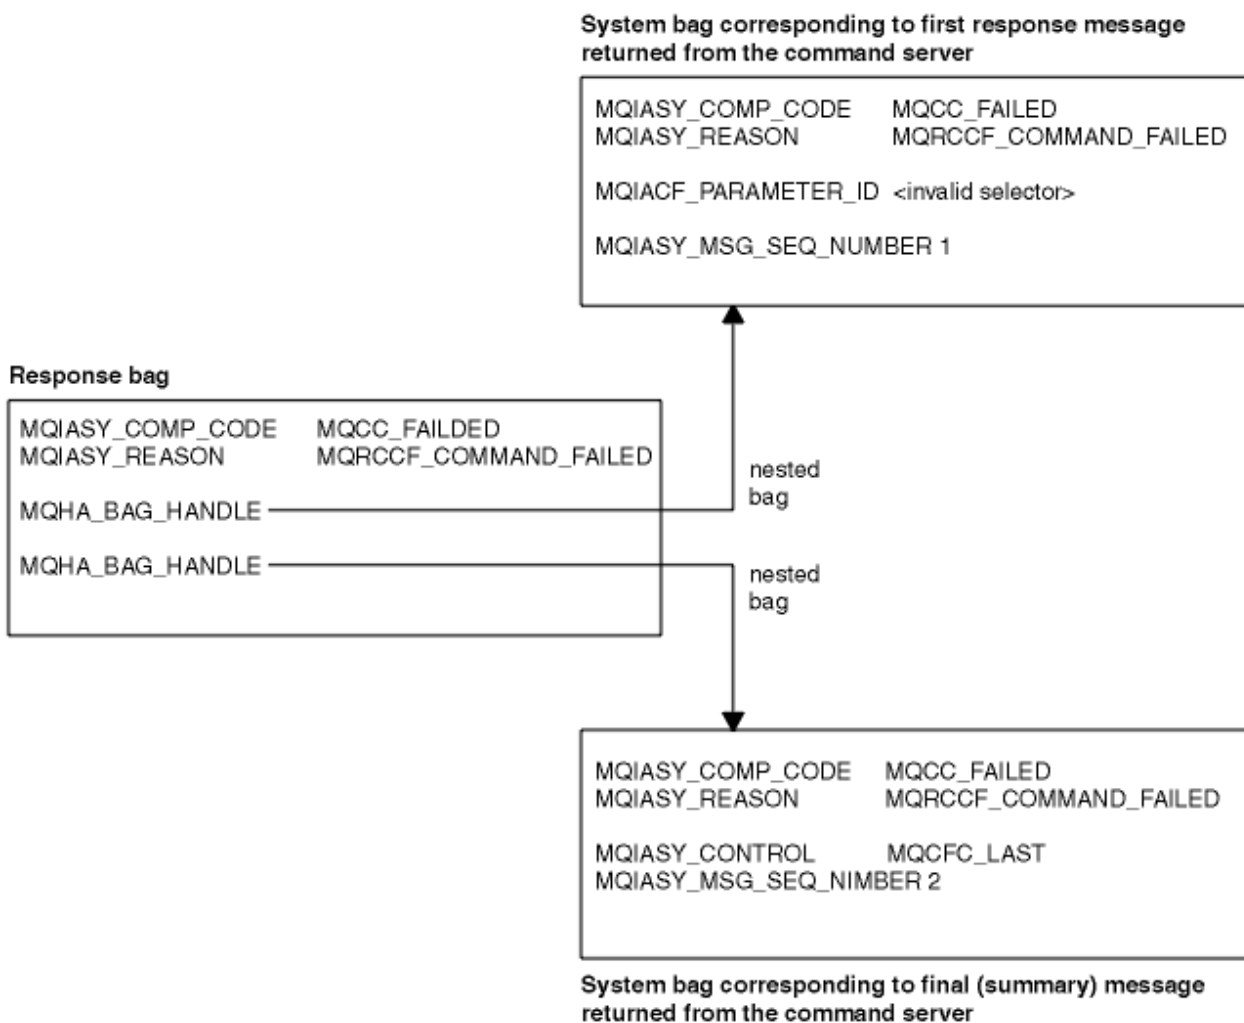 System bag corresponding to first response message
returned from the command server
MQIASY_COMP_CODE MQCC_FAILED
MQIASY_REASON MQRCCF_COMMAND_FAILED
MQIACF_PARAMETER_ID <invalid selector>
MQIASY_MSG_SEQ_NUMBER 1
Response bag
MQIASY_COMP_CODE MQCC_FAILDED
MQIASY_REASON MQRCCF_COMMAND_FAILED
MQHA_BAG_HANDLE
nested
bag
MQHA_BAG_HANDLE
nested
bag
MQIASY_COMP_CODE MQCC_FAILED
MQIASY_REASON MQRCCF_COMMAND_FAILED
MQIASY_CONTROL MQCFC_LAST
MQIASY_MSG_SEQ_NIMBER 2
System bag corresponding to final (summary) message
returned from the command server